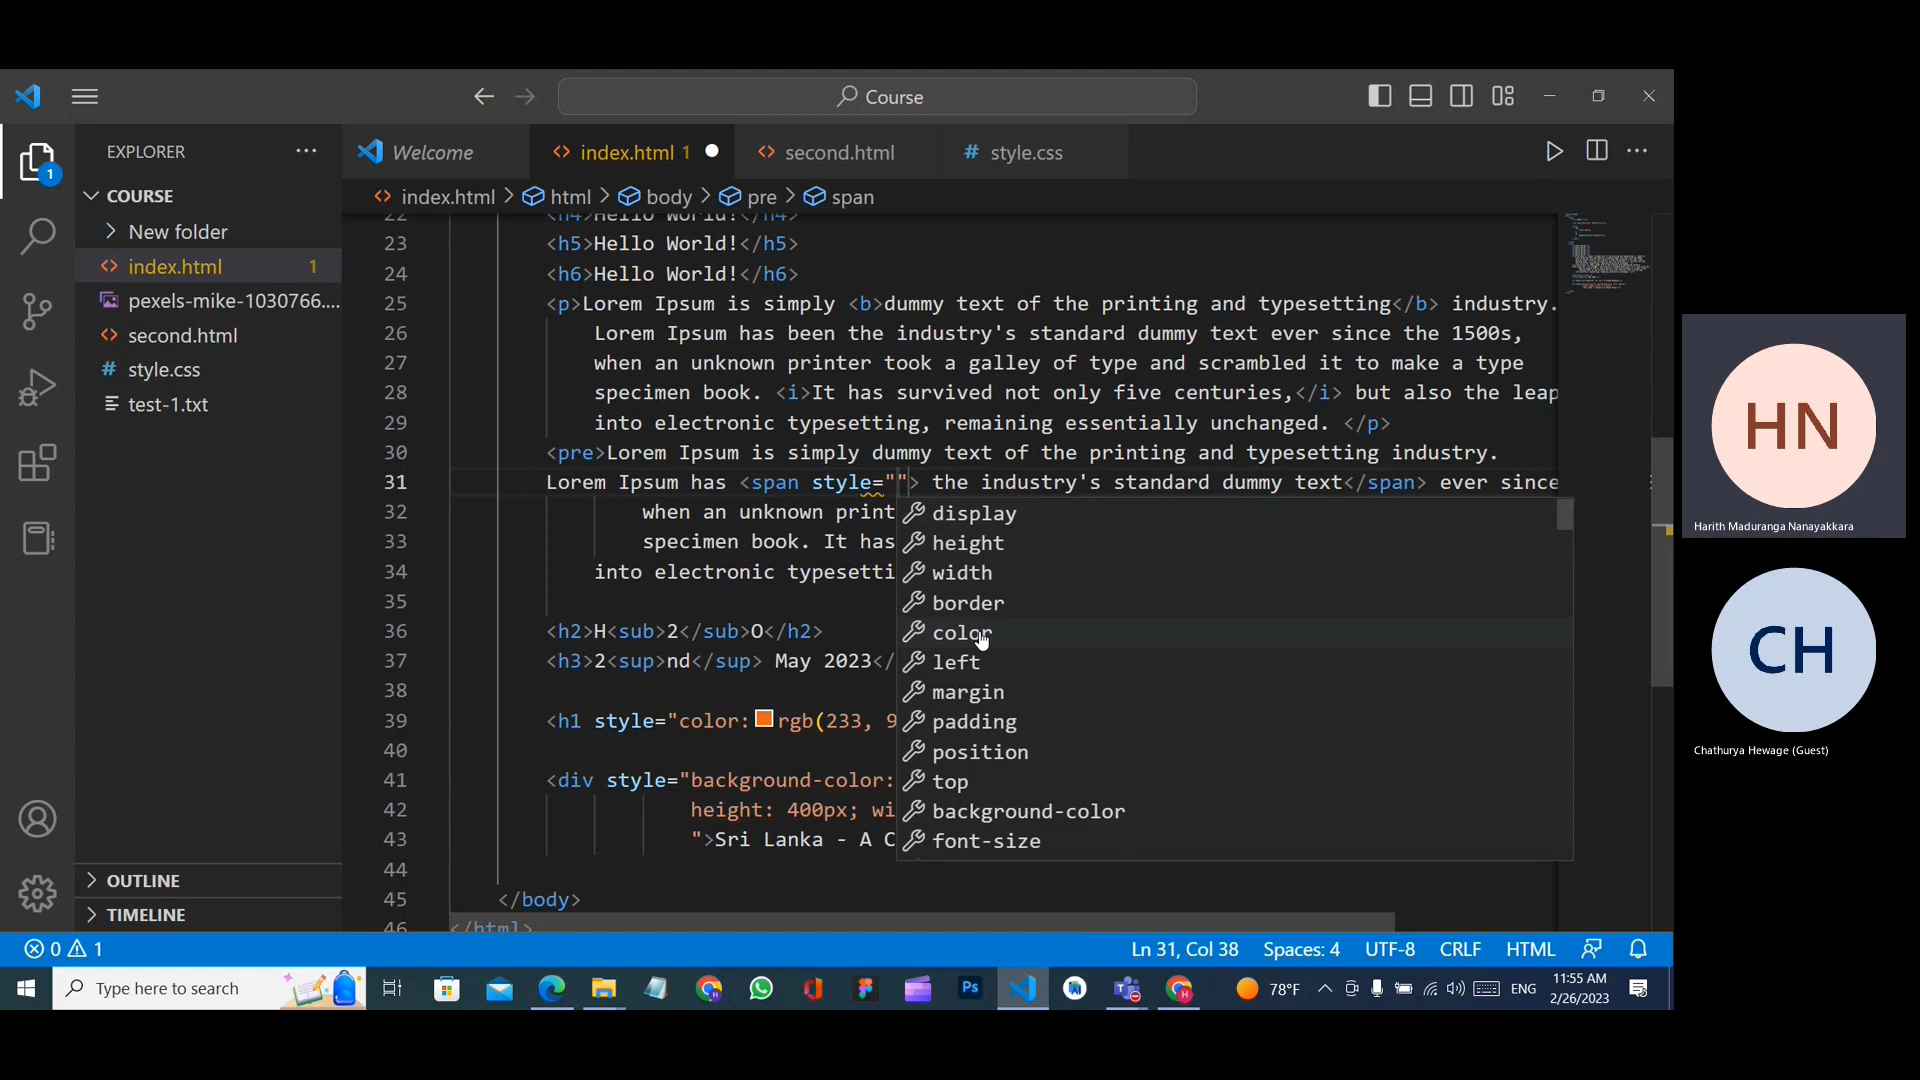 Course
EXPLORER
Welcome
index.html 1
second.html
# style.css
1
COURSE
index.html > html > body > pre > span
New folder
index.html 1
pexels-mike-1030766....
second.html
# style.css
test-1.txt
22 <h4>Hello World!</h4>
23 <h5>Hello World!</h5>
24 <h6>Hello World!</h6>
25 <p>Lorem Ipsum is simply <b>dummy text of the printing and typesetting</b> industry.
26 Lorem Ipsum has been the industry's standard dummy text ever since the 1500s,
27 when an unknown printer took a galley of type and scrambled it to make a type
28 specimen book. <i>It has survived not only five centuries,</i> but also the leap
29 into electronic typesetting, remaining essentially unchanged. </p>
30 <pre>Lorem Ipsum is simply dummy text of the printing and typesetting industry.
31 Lorem Ipsum has <span style=""> the industry's standard dummy text</span> ever since
32 when an unknown print
33 specimen book. It has
34 into electronic typesetti
35
36 <h2>H<sub>2</sub>O</h2>
37 <h3>2<sup>nd</sup> May 2023</
38
39 <h1 style="color: rgb(233, 9
40
41 <div style="background-color:
42 height: 400px; wi
43 ">Sri Lanka - A C
44
45 </body>
46 </html>
display
height
width
border
color
left
margin
padding
position
top
background-color
font-size
OUTLINE
TIMELINE
0 1
Ln 31, Col 38
Spaces: 4
UTF-8
CRLF
HTML
Type here to search
Ps
78°F
ENG
11:55 AM
2/26/2023
HN
Harith Maduranga Nanayakkara
CH
Chathurya Hewage (Guest)